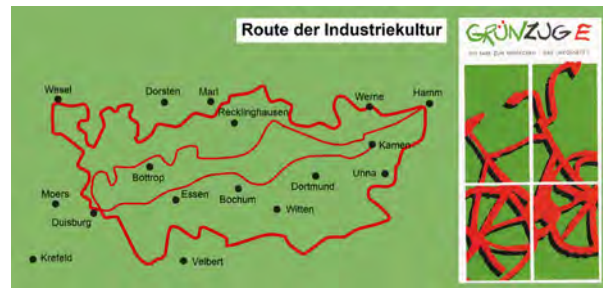 Route der Industriekultur
GRÜNZÜGE
Wesel
Dorsten
Marl
Recklinghausen
Werne
Hamm
Kamen
Bottrop
Unna
Moers
Essen
Bochum
Dortmund
Duisburg
Witten
Krefeld
Velbert